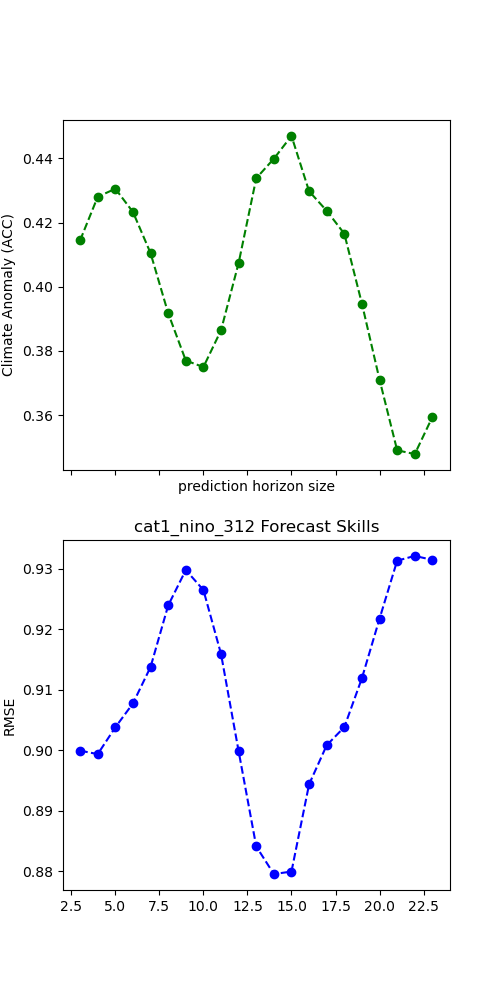 0.44
0.42
0.40
0.38
0.36
Climate Anomaly (ACC)
prediction horizon size
cat1_nino_312 Forecast Skills
0.93
0.92
0.91
0.90
0.89
0.88
RMSE
2.5 5.0 7.5 10.0 12.5 15.0 17.5 20.0 22.5